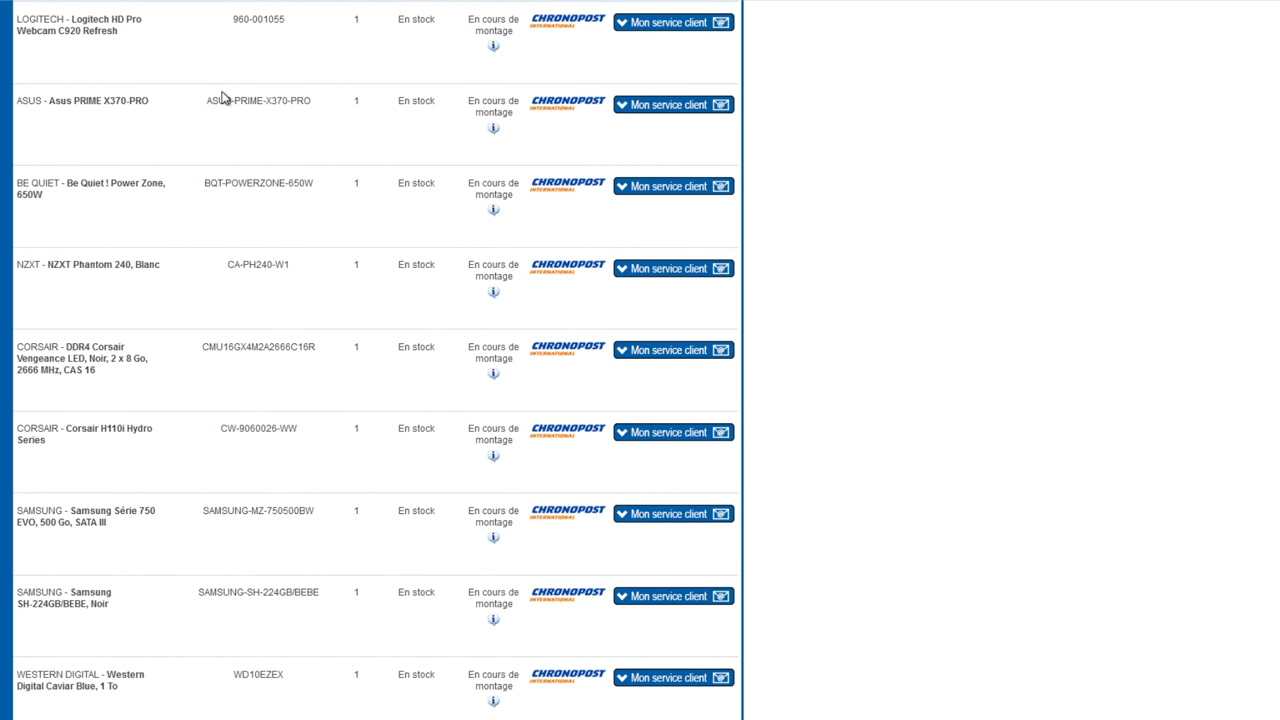 LOGITECH - Logitech HD Pro
Webcam C920 Refresh
960-001055
1
En stock
En cours de
montage
CHRONOPOST
INTERNATIONAL
Mon service client
ASUS - Asus PRIME X370-PRO
ASUS-PRIME-X370-PRO
1
En stock
En cours de
montage
CHRONOPOST
INTERNATIONAL
Mon service client
BE QUIET - Be Quiet ! Power Zone,
650W
BQT-POWERZONE-650W
1
En stock
En cours de
montage
CHRONOPOST
INTERNATIONAL
Mon service client
NZXT - NZXT Phantom 240, Blanc
CA-PH240-W1
1
En stock
En cours de
montage
CHRONOPOST
INTERNATIONAL
Mon service client
CORSAIR - DDR4 Corsair
Vengeance LED, Noir, 2 x 8 Go,
2666 MHz, CAS 16
CMU16GX4M2A2666C16R
1
En stock
En cours de
montage
CHRONOPOST
INTERNATIONAL
Mon service client
CORSAIR - Corsair H110i Hydro
Series
CW-9060026-WW
1
En stock
En cours de
montage
CHRONOPOST
INTERNATIONAL
Mon service client
SAMSUNG - Samsung Série 750
EVO, 500 Go, SATA III
SAMSUNG-MZ-750500BW
1
En stock
En cours de
montage
CHRONOPOST
INTERNATIONAL
Mon service client
SAMSUNG - Samsung
SH-224GB/BEBE, Noir
SAMSUNG-SH-224GB/BEBE
1
En stock
En cours de
montage
CHRONOPOST
INTERNATIONAL
Mon service client
WESTERN DIGITAL - Western
Digital Caviar Blue, 1 To
WD10EZEX
1
En stock
En cours de
montage
CHRONOPOST
INTERNATIONAL
Mon service client